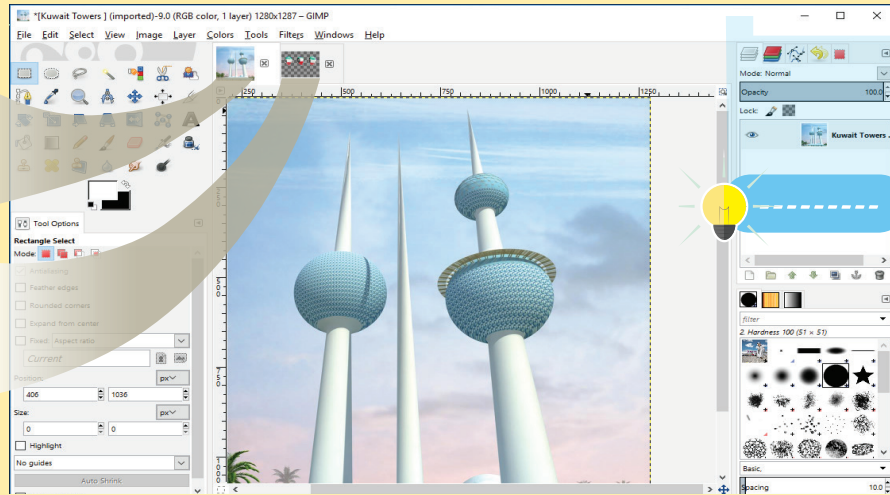 *[Kuwait Towers ] (imported)-9.0 (RGB color, 1 layer) 1280x1287 – GIMP
File Edit Select View Image Layer Colors Tools Filters Windows Help
250 500 750 1000 1250
Mode: Normal
Opacity 100.0
Lock:
Kuwait Towers .
Tool Options
Rectangle Select
Mode:
Antialiasing
Feather edges
Rounded corners
Expand from center
Fixed: Aspect ratio
Current
Position: px
406 1036
Size: px
0 0
Highlight
No guides
Auto Shrink
filter
2. Hardness 100 (51 × 51)
Basic,
Spacing 10.0